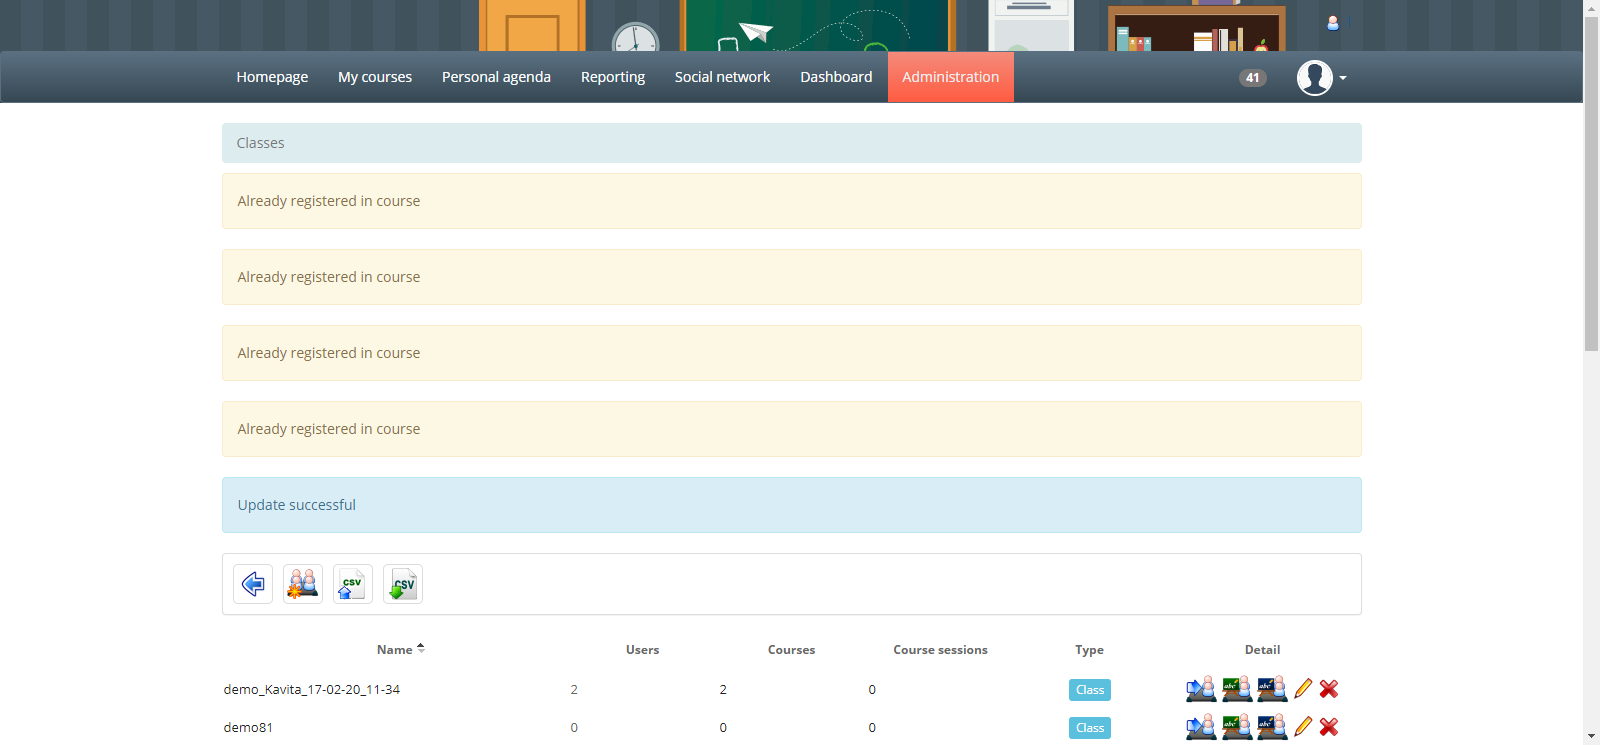 Homepage My courses Personal agenda Reporting Social network Dashboard Administration 41
Classes
Already registered in course
Already registered in course
Already registered in course
Already registered in course
Update successful
CSV CSV
Name Users Courses Course sessions Type Detail
demo_Kavita_17-02-20_11-34 2 2 0 Class abc abc
demo81 0 0 0 Class abc abc